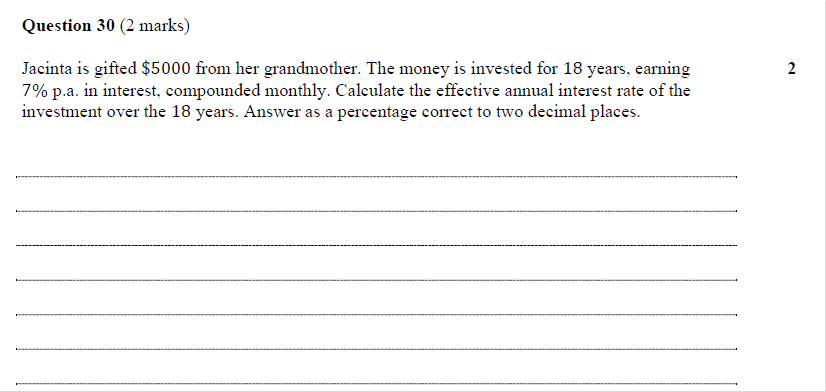 Question 30 (2 marks)
Jacinta is gifted $5000 from her grandmother. The money is invested for 18 years, earning 2
7% p.a. in interest, compounded monthly. Calculate the effective annual interest rate of the
investment over the 18 years. Answer as a percentage correct to two decimal places.